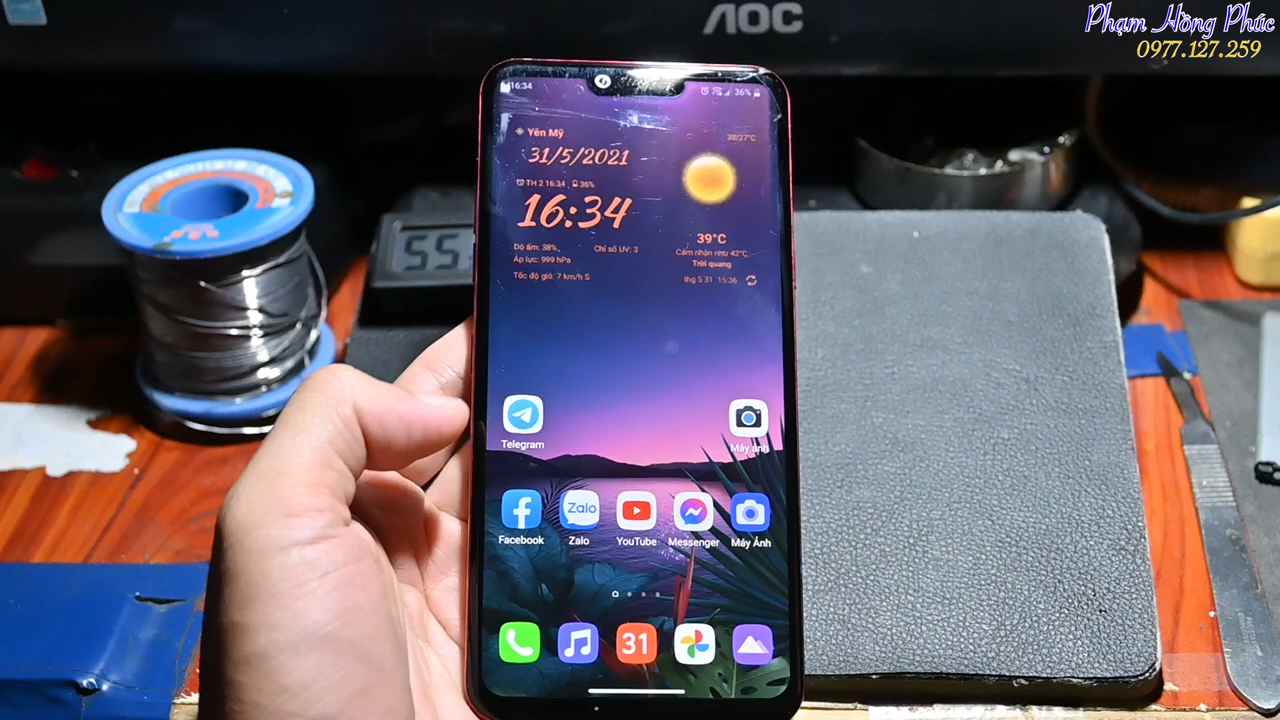 AOC
Phạm Hồng Phúc
0977.127.259
16:34
36%
Yên Mỹ
38/27°C
31/5/2021
TH 2 16:34, 36%
16:34
39°C
Độ ẩm: 38%
Chỉ số UV: 3
Cảm nhận như 42°C
Áp lực: 999 hPa
Trời quang
Tốc độ gió: 7 km/h S
thg 5 31 15:36
55
Telegram
Máy ảnh
Zalo
Facebook
Zalo
YouTube
Messenger
Máy Ảnh
31